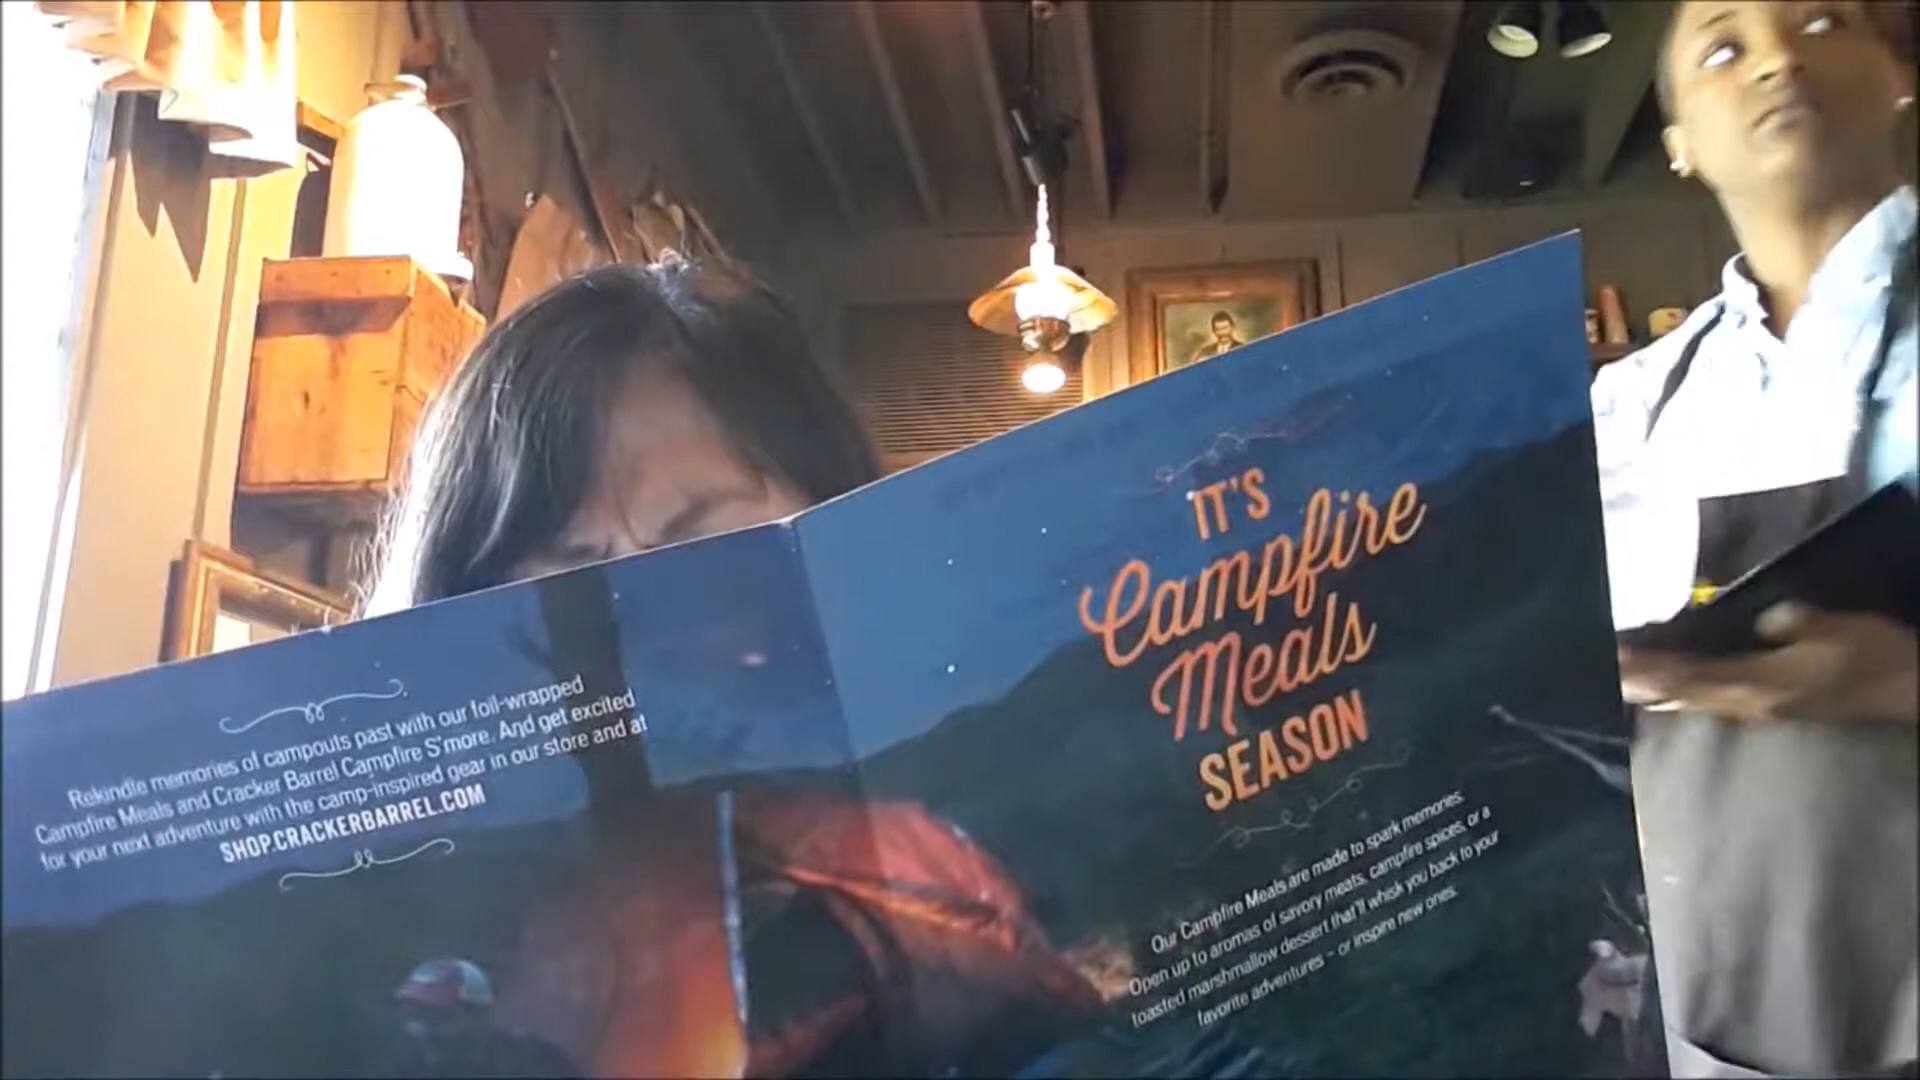 Rekindle memories of campouts past with our foil-wrapped
Campfire Meals and Cracker Barrel Campfire S'more. And get excited
for your next adventure with the camp-inspired gear in our store and at
SHOP.CRACKERBARREL.COM
IT'S
Campfire
Meals
SEASON
Our Campfire Meals are made to spark memories.
Open up to aromas of savory meats, campfire spices, or a
toasted marshmallow dessert that'll whisk you back to your
favorite adventures – or inspire new ones.